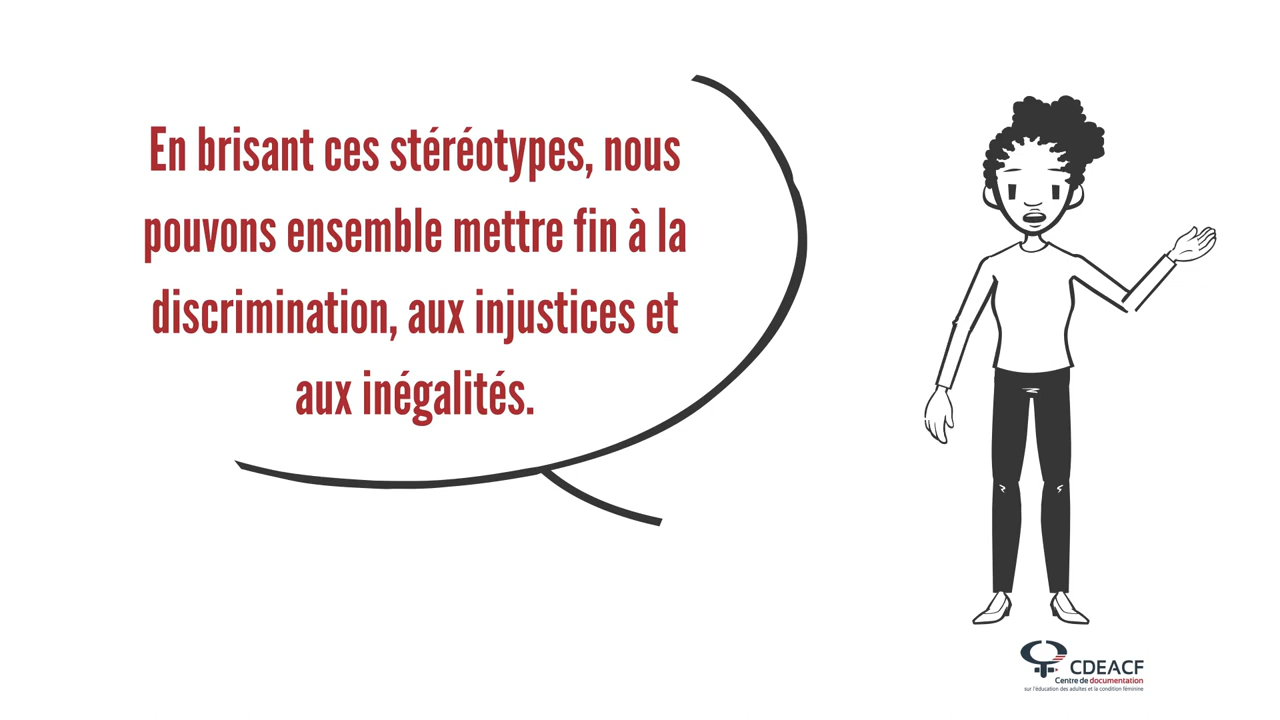 En brisant ces stéréotypes, nous
pouvons ensemble mettre fin à la
discrimination, aux injustices et
aux inégalités.
CDEACF
Centre de documentation
sur l'éducation des adultes et la condition féminine